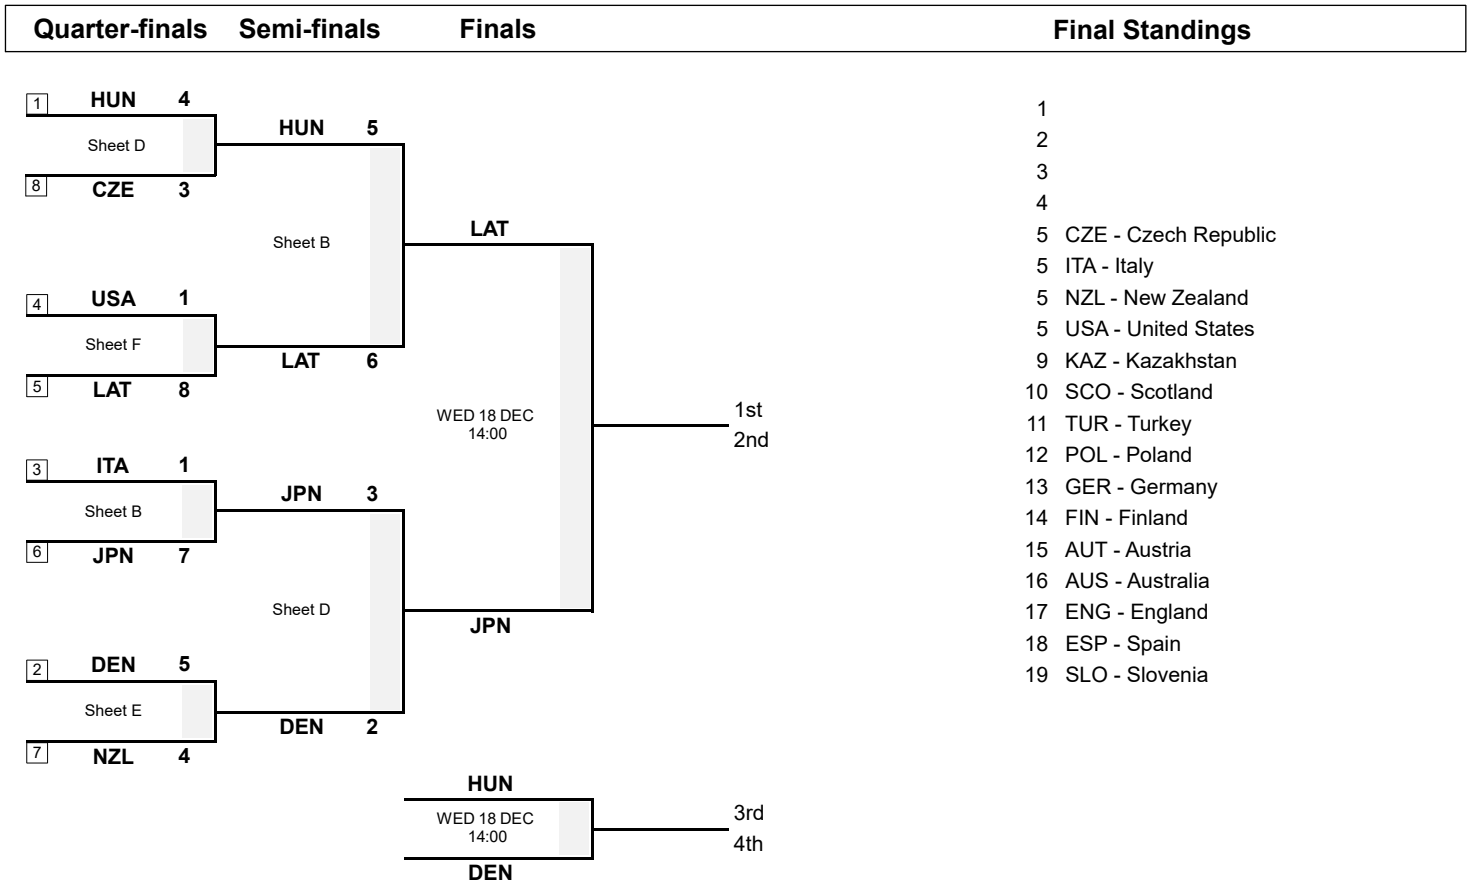 Quarter-finals Semi-finals Finals Final Standings
1 HUN 4
Sheet D
8 CZE 3
4 USA 1
Sheet F
5 LAT 8
3 ITA 1
Sheet B
6 JPN 7
2 DEN 5
Sheet E
7 NZL 4
HUN 5
Sheet B
LAT 6
JPN 3
Sheet D
DEN 2
LAT
WED 18 DEC
14:00
JPN
1st
2nd
HUN
WED 18 DEC
14:00
DEN
3rd
4th
1
2
3
4
5 CZE - Czech Republic
5 ITA - Italy
5 NZL - New Zealand
5 USA - United States
9 KAZ - Kazakhstan
10 SCO - Scotland
11 TUR - Turkey
12 POL - Poland
13 GER - Germany
14 FIN - Finland
15 AUT - Austria
16 AUS - Australia
17 ENG - England
18 ESP - Spain
19 SLO - Slovenia